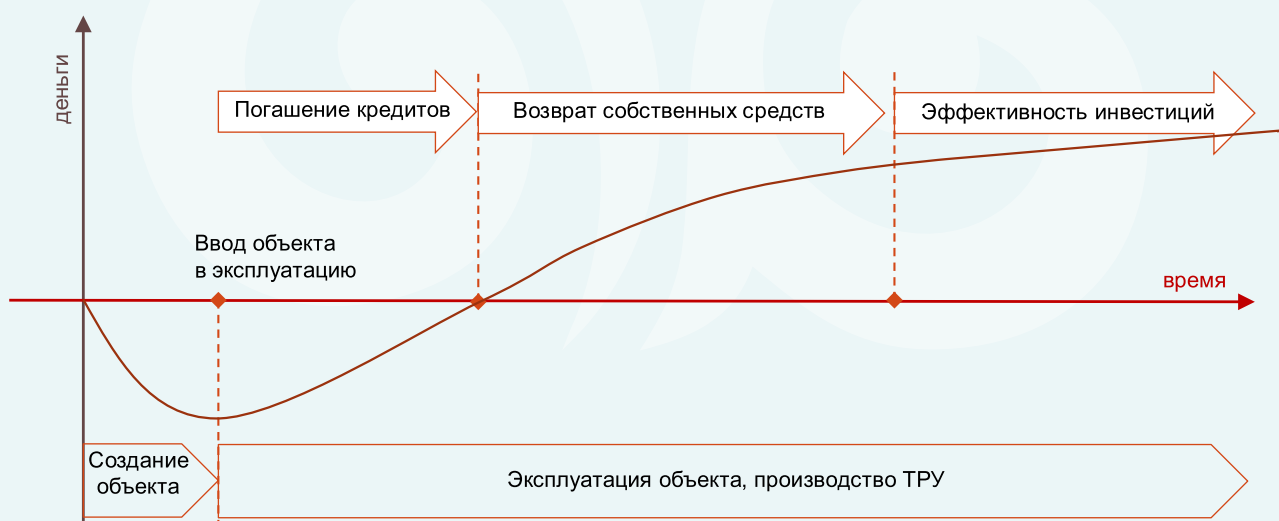 деньги
Погашение кредитов
Возврат собственных средств
Эффективность инвестиций
Ввод объекта
в эксплуатацию
время
Создание
объекта
Эксплуатация объекта, производство ТРУ